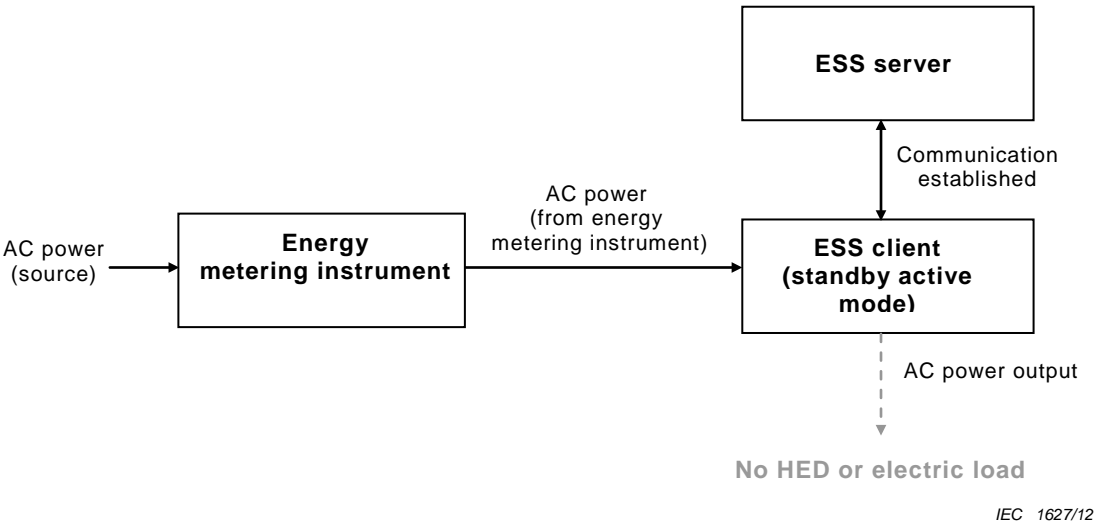 ESS server
Communication
established
AC power
(from energy
metering instrument)
AC power
(source)
Energy
metering instrument
ESS client
(standby active
mode)
AC power output
No HED or electric load
IEC 1627/12